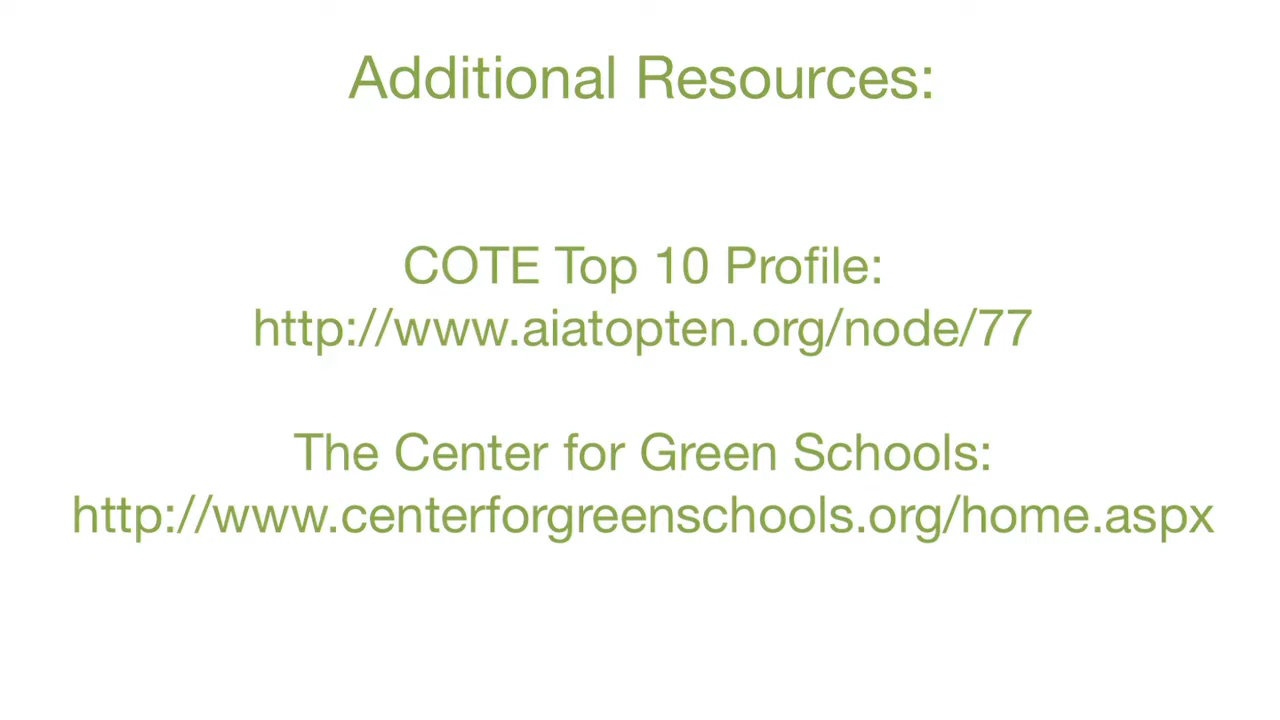 Additional Resources:
COTE Top 10 Profile:
http://www.aiatopten.org/node/77
The Center for Green Schools:
http://www.centerforgreenschools.org/home.aspx